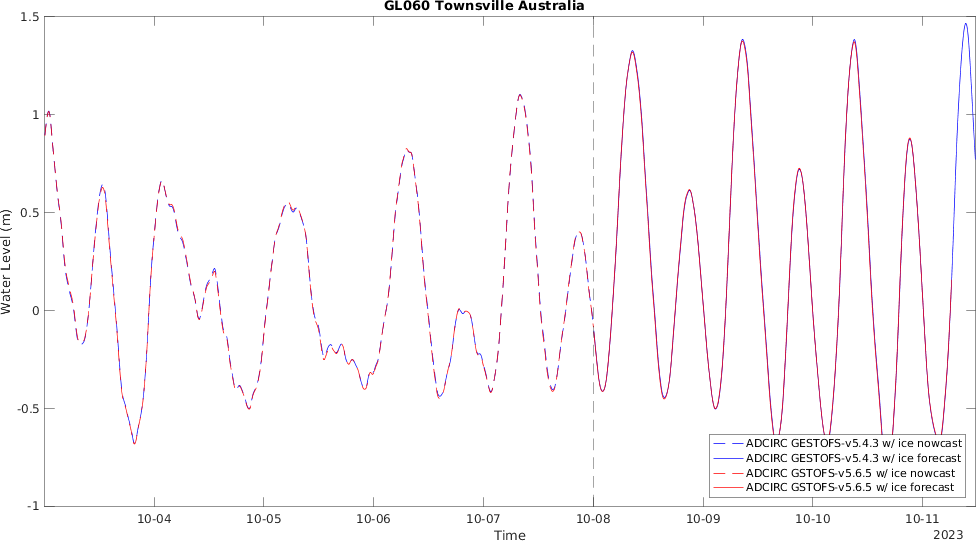 GL060 Townsville Australia
1.5
1
0.5
0
-0.5
-1
Water Level (m)
10-04
10-05
10-06
10-07
10-08
10-09
10-10
10-11
Time
2023
ADCIRC GESTOFS-v5.4.3 w/ ice nowcast
ADCIRC GESTOFS-v5.4.3 w/ ice forecast
ADCIRC GSTOFS-v5.6.5 w/ ice nowcast
ADCIRC GSTOFS-v5.6.5 w/ ice forecast